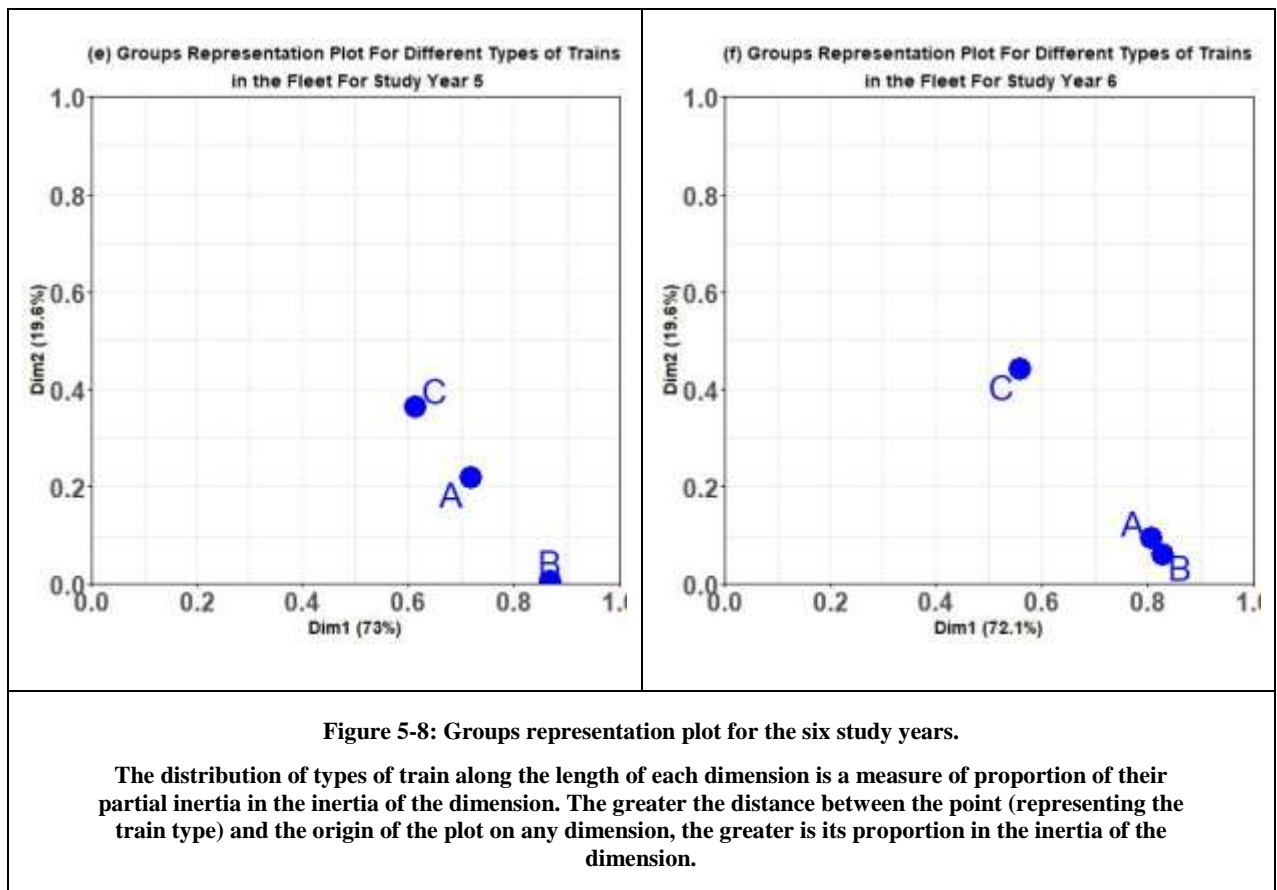 (e) Groups Representation Plot For Different Types of Trains
in the Fleet For Study Year 5
1.0
0.8
0.6
0.4
0.2
0.0
Dim2 (19.6%)
C
A
B
0.0 0.2 0.4 0.6 0.8 1.
Dim1 (73%)
(f) Groups Representation Plot For Different Types of Trains
in the Fleet For Study Year 6
1.0
0.8
0.6
0.4
0.2
0.0
Dim2 (19.6%)
C
A
B
0.0 0.2 0.4 0.6 0.8 1.
Dim1 (72.1%)
Figure 5-8: Groups representation plot for the six study years.
The distribution of types of train along the length of each dimension is a measure of proportion of their
partial inertia in the inertia of the dimension. The greater the distance between the point (representing the
train type) and the origin of the plot on any dimension, the greater is its proportion in the inertia of the
dimension.